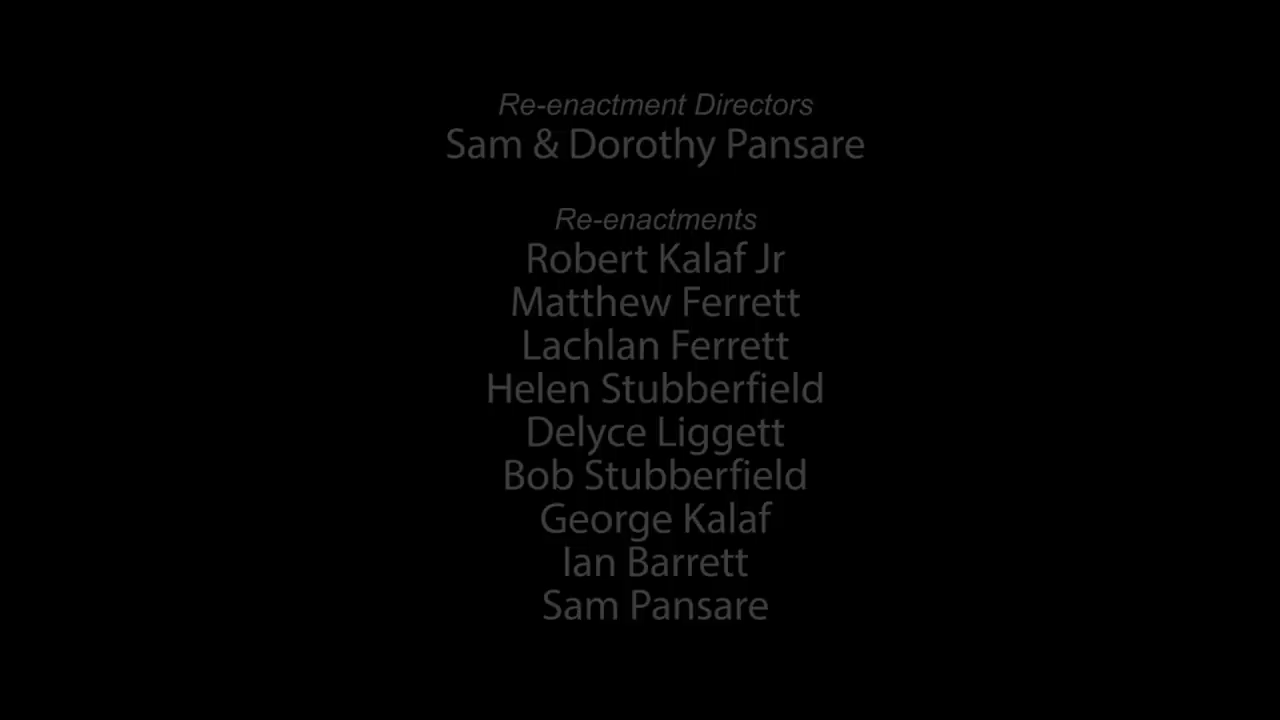 Re-enactment Directors
Sam & Dorothy Pansare
Re-enactments
Robert Kalaf Jr
Matthew Ferrett
Lachlan Ferrett
Helen Stubberfield
Delyce Liggett
Bob Stubberfield
George Kalaf
Ian Barrett
Sam Pansare